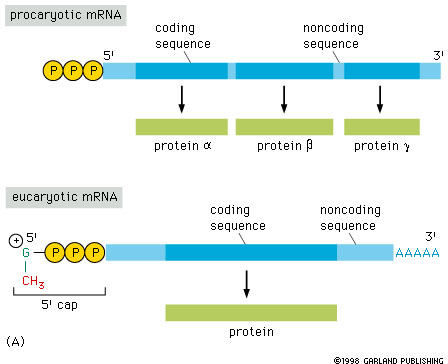 procaryotic mRNA
coding
sequence
noncoding
sequence
5'
3'
P P P
protein α
protein β
protein γ
eucaryotic mRNA
coding
sequence
noncoding
sequence
+
5'
3'
G
P P P
AAAAA
CH3
5' cap
protein
(A)
©1998 GARLAND PUBLISHING